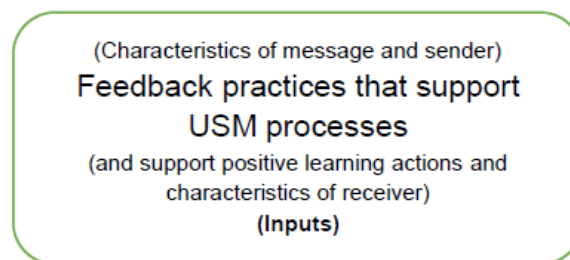 (Characteristics of message and sender)
Feedback practices that support
USM processes
(and support positive learning actions and
characteristics of receiver)
(Inputs)